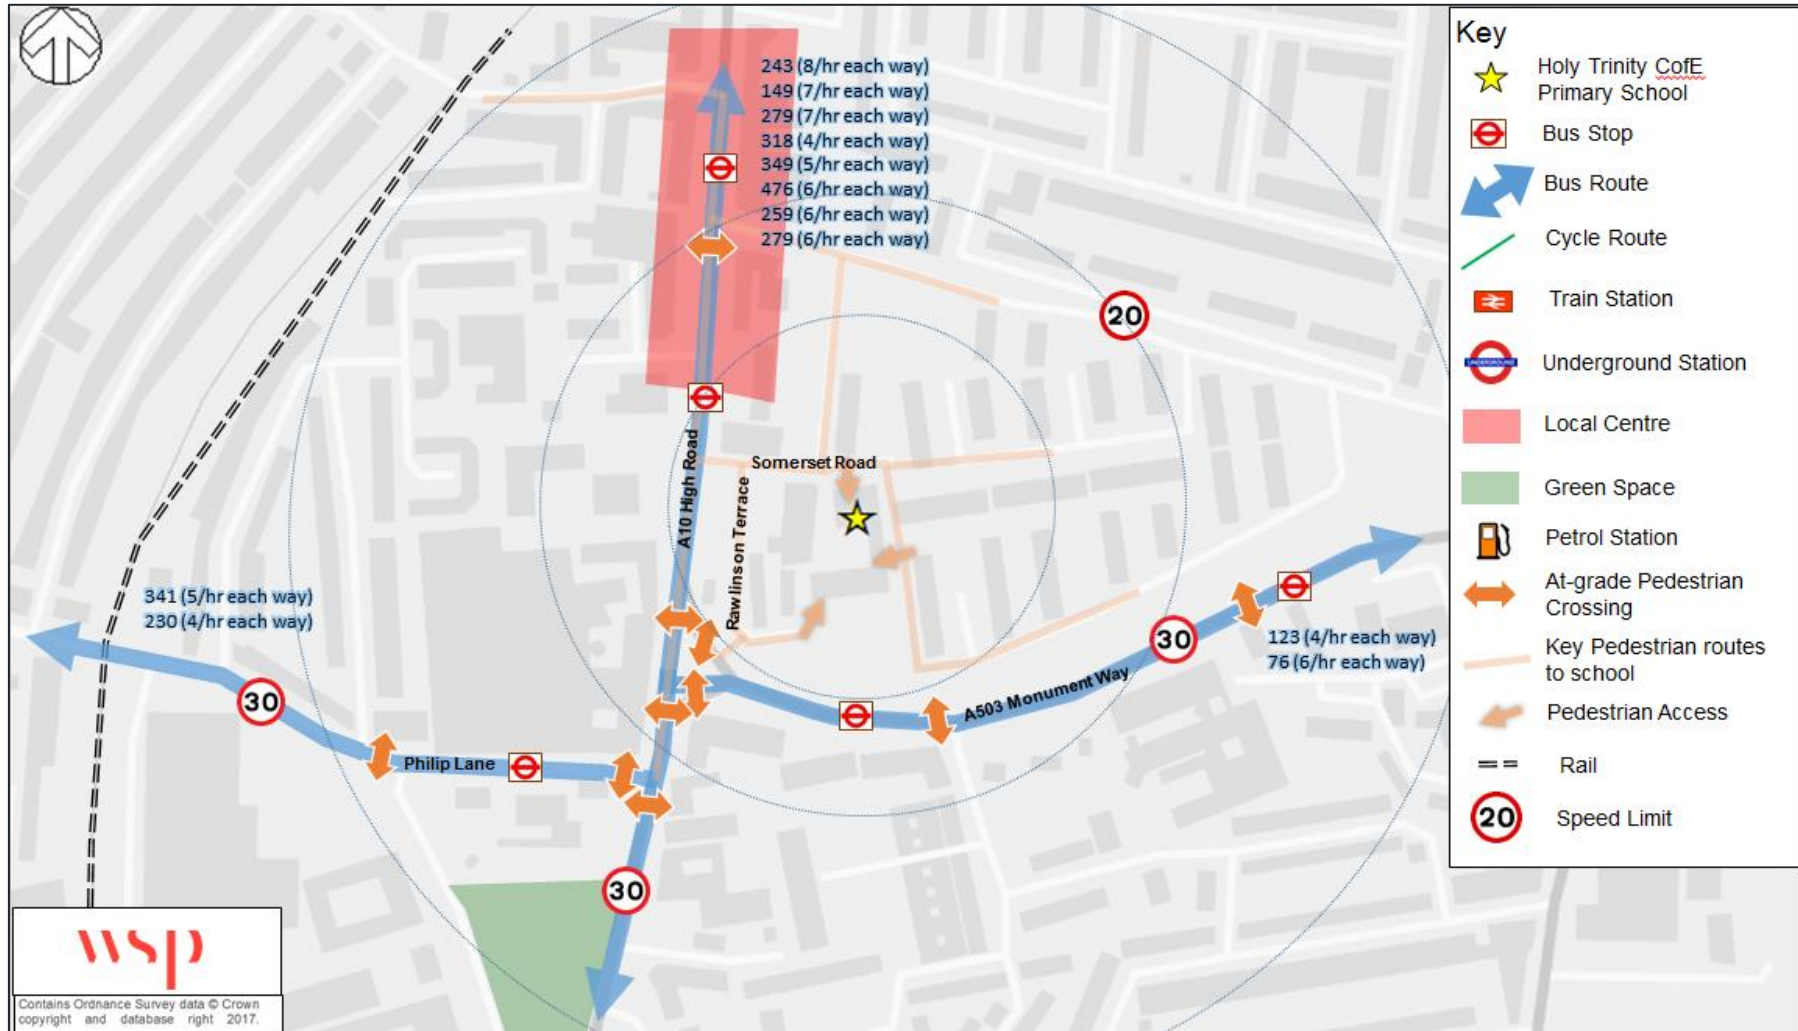 243 (8/hr each way)
149 (7/hr each way)
279 (7/hr each way)
318 (4/hr each way)
349 (5/hr each way)
476 (6/hr each way)
259 (6/hr each way)
279 (6/hr each way)
20
A10 High Road
Somerset Road
Rawlinson Terrace
341 (5/hr each way)
230 (4/hr each way)
30
Philip Lane
30
A503 Monument Way
123 (4/hr each way)
76 (6/hr each way)
30
wsp
Contains Ordnance Survey data © Crown
copyright and database right 2017.
Key
Holy Trinity CofE
Primary School
Bus Stop
Bus Route
Cycle Route
Train Station
UNDERGROUND
Underground Station
Local Centre
Green Space
Petrol Station
At-grade Pedestrian
Crossing
Key Pedestrian routes
to school
Pedestrian Access
Rail
20
Speed Limit